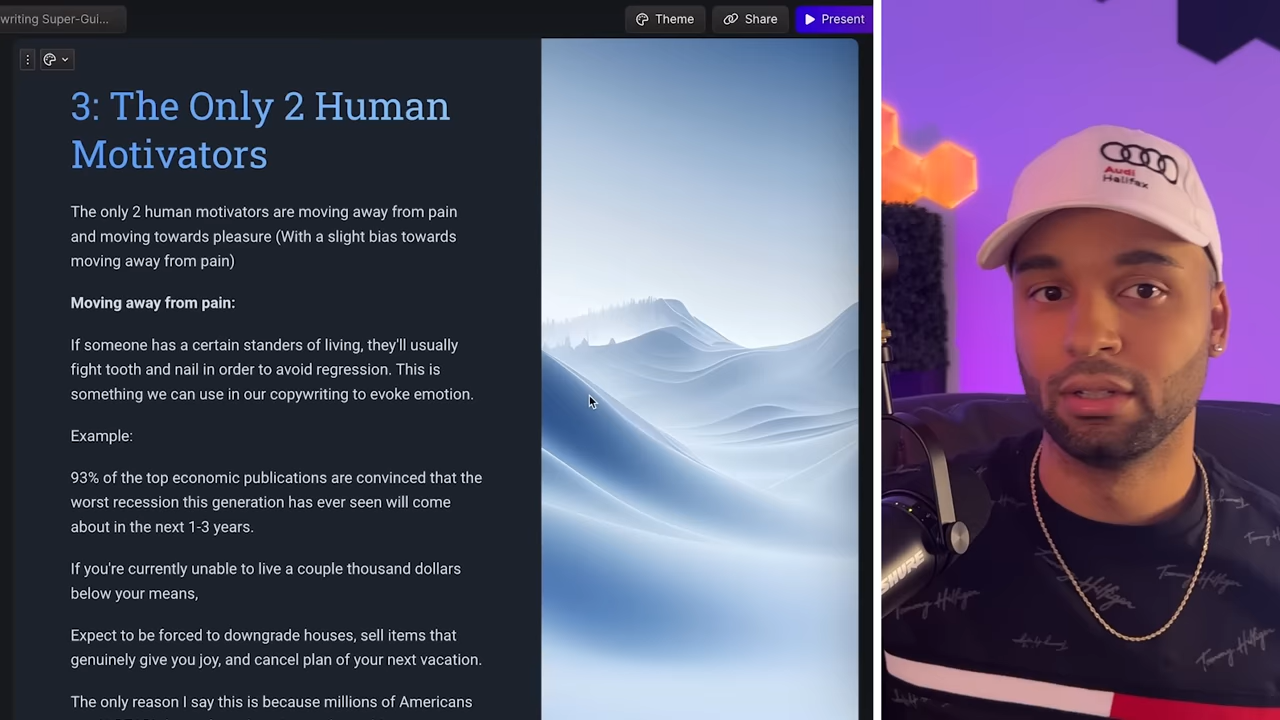 writing Super-Gui...
Theme
Share
Present
3: The Only 2 Human
Motivators
The only 2 human motivators are moving away from pain
and moving towards pleasure (With a slight bias towards
moving away from pain)
Moving away from pain:
If someone has a certain standers of living, they'll usually
fight tooth and nail in order to avoid regression. This is
something we can use in our copywriting to evoke emotion.
Example:
93% of the top economic publications are convinced that the
worst recession this generation has ever seen will come
about in the next 1-3 years.
If you're currently unable to live a couple thousand dollars
below your means,
Expect to be forced to downgrade houses, sell items that
genuinely give you joy, and cancel plan of your next vacation.
The only reason I say this is because millions of Americans
Audi
Halifax
SHURE
Tommy Hilfiger
Tommy Hilfiger
Tommy Hilfiger